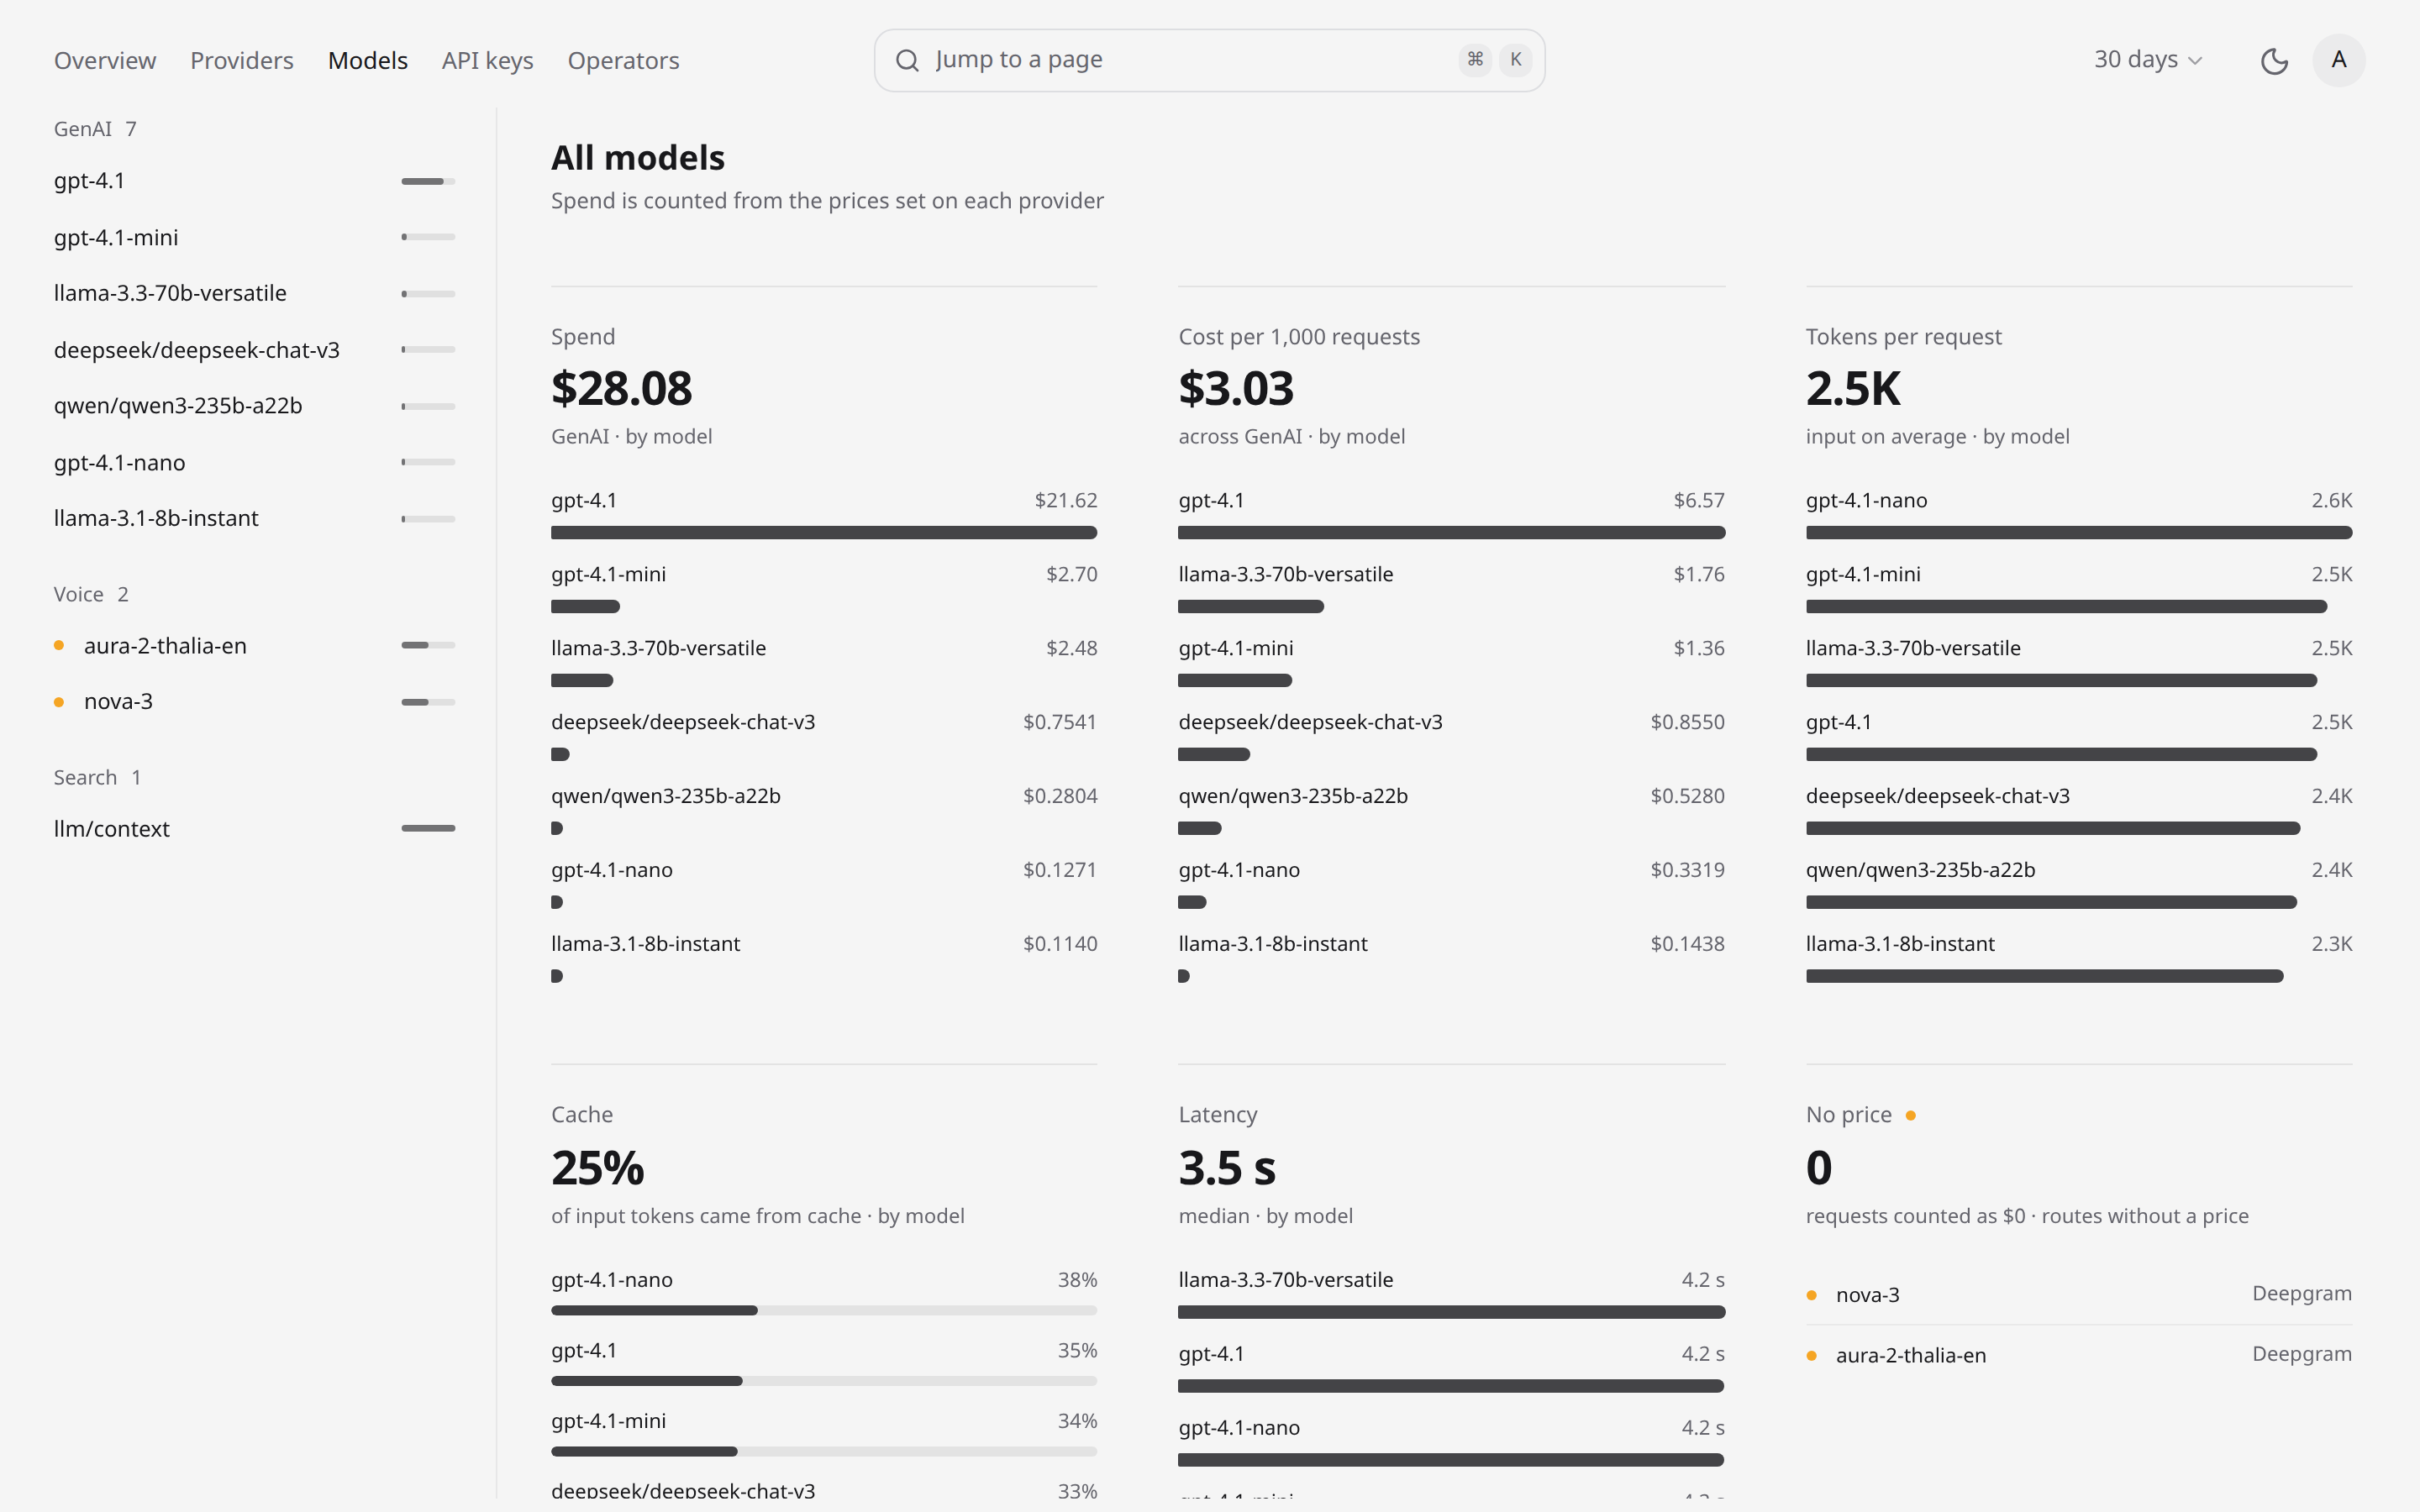 Overview Providers Models API keys Operators Jump to a page ⌘ K 30 days A
GenAI 7
gpt-4.1
gpt-4.1-mini
llama-3.3-70b-versatile
deepseek/deepseek-chat-v3
qwen/qwen3-235b-a22b
gpt-4.1-nano
llama-3.1-8b-instant
Voice 2
aura-2-thalia-en
nova-3
Search 1
llm/context
All models
Spend is counted from the prices set on each provider
Spend
$28.08
GenAI · by model
gpt-4.1 $21.62
gpt-4.1-mini $2.70
llama-3.3-70b-versatile $2.48
deepseek/deepseek-chat-v3 $0.7541
qwen/qwen3-235b-a22b $0.2804
gpt-4.1-nano $0.1271
llama-3.1-8b-instant $0.1140
Cost per 1,000 requests
$3.03
across GenAI · by model
gpt-4.1 $6.57
llama-3.3-70b-versatile $1.76
gpt-4.1-mini $1.36
deepseek/deepseek-chat-v3 $0.8550
qwen/qwen3-235b-a22b $0.5280
gpt-4.1-nano $0.3319
llama-3.1-8b-instant $0.1438
Tokens per request
2.5K
input on average · by model
gpt-4.1-nano 2.6K
gpt-4.1-mini 2.5K
llama-3.3-70b-versatile 2.5K
gpt-4.1 2.5K
deepseek/deepseek-chat-v3 2.4K
qwen/qwen3-235b-a22b 2.4K
llama-3.1-8b-instant 2.3K
Cache
25%
of input tokens came from cache · by model
gpt-4.1-nano 38%
gpt-4.1 35%
gpt-4.1-mini 34%
deepseek/deepseek-chat-v3 33%
Latency
3.5 s
median · by model
llama-3.3-70b-versatile 4.2 s
gpt-4.1 4.2 s
gpt-4.1-nano 4.2 s
No price
0
requests counted as $0 · routes without a price
nova-3 Deepgram
aura-2-thalia-en Deepgram